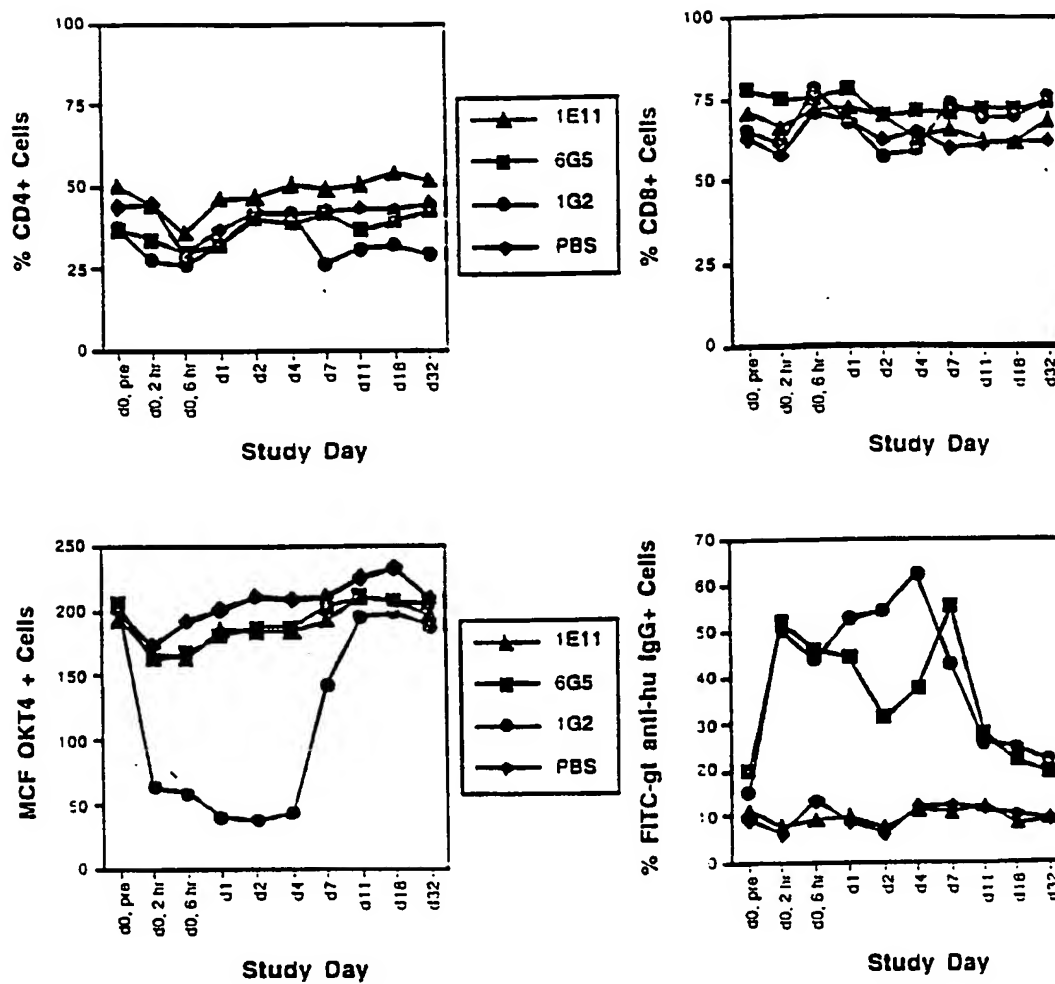 % CD4+ Cells
100
75
50
25
0
d0, pre
d0, 2 hr
d0, 6 hr
d1
d2
d4
d7
d11
d18
d32
Study Day
1E11
6G5
1G2
PBS
% CD8+ Cells
100
75
50
25
0
d0, pre
d0, 2 hr
d0, 6 hr
d1
d2
d4
d7
d11
d18
d32
Study Day
MCF OKT4 + Cells
250
200
150
100
50
0
d0, pre
d0, 2 hr
d0, 6 hr
d1
d2
d4
d7
d11
d18
d32
Study Day
1E11
6G5
1G2
PBS
% FITC-gt anti-hu IgG+ Cells
70
60
50
40
30
20
10
0
d0, pre
d0, 2 hr
d0, 6 hr
d1
d2
d4
d7
d11
d18
d32
Study Day